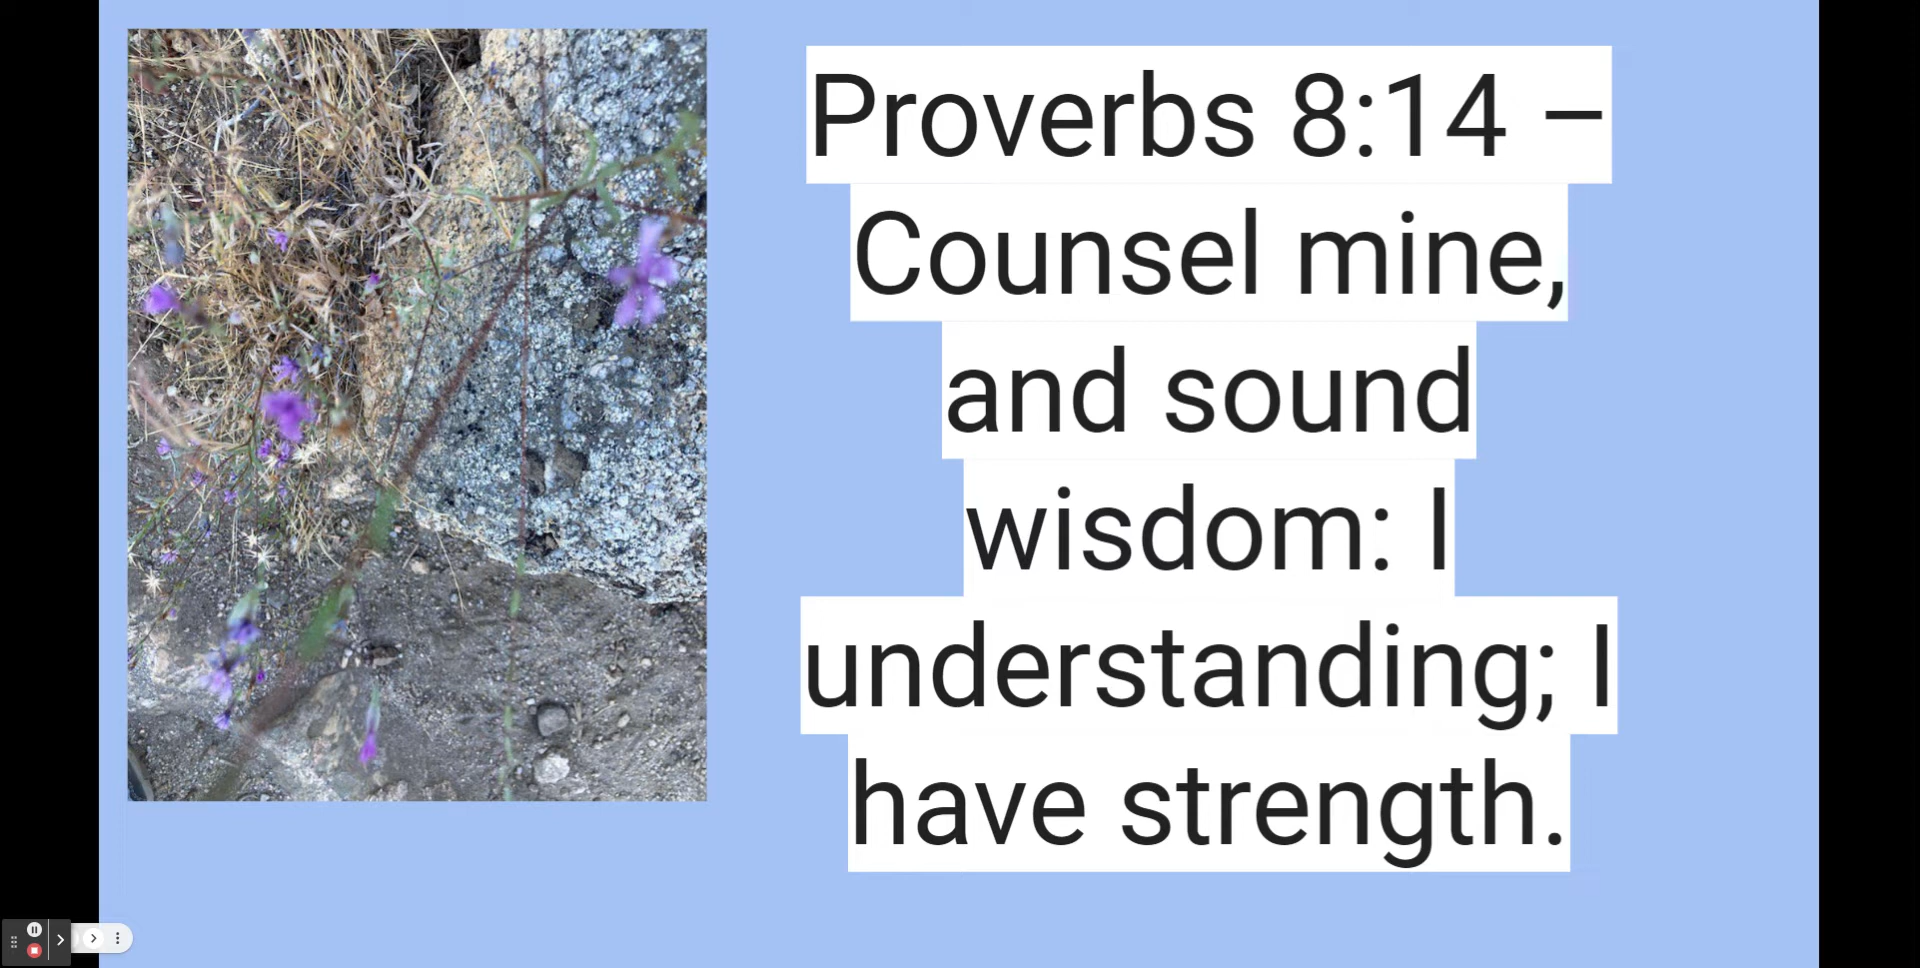 Proverbs 8:14 –
Counsel mine,
and sound
wisdom: I
understanding; I
have strength.